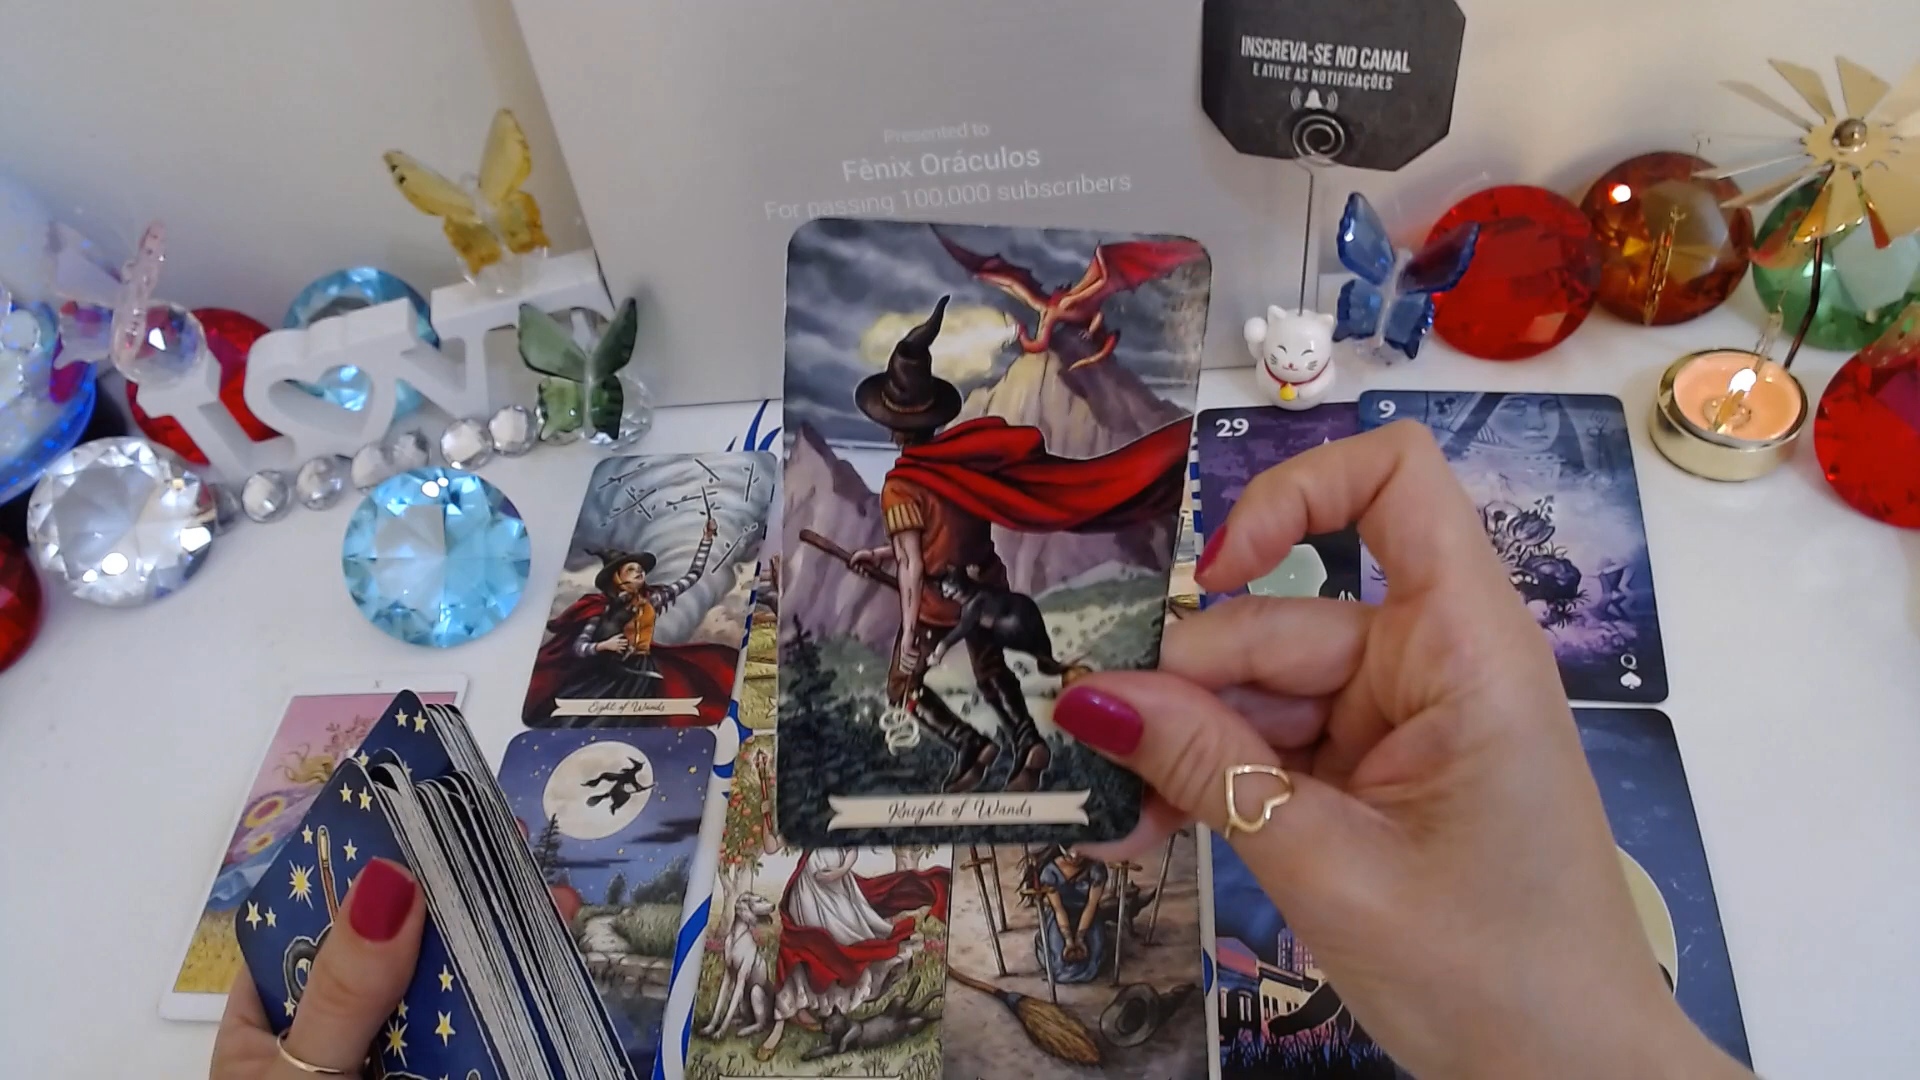 INSCREVA-SE NO CANAL
E ATIVE AS NOTIFICAÇÕES
Presented to
Fênix Oráculos
For passing 100,000 subscribers
29
9
Q
X
Eight of Wands
Knight of Wands